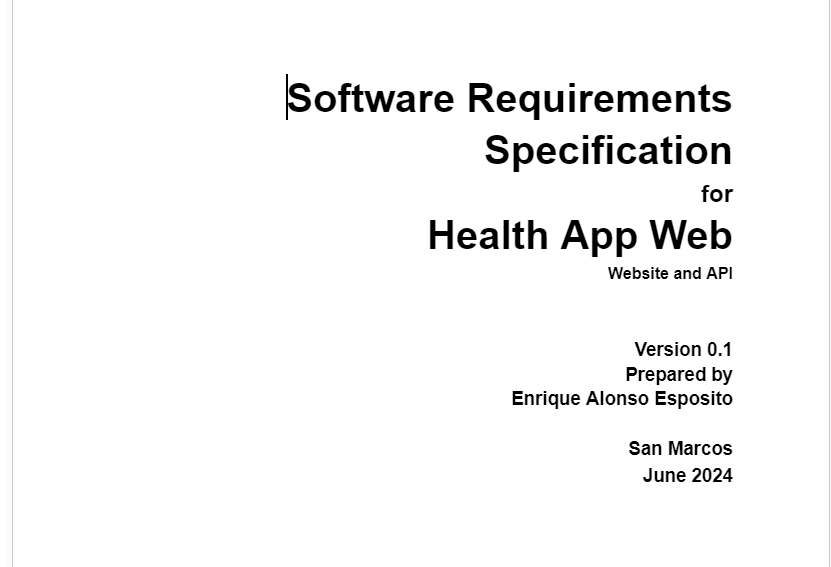 Software Requirements
Specification
for
Health App Web
Website and API
Version 0.1
Prepared by
Enrique Alonso Esposito
San Marcos
June 2024